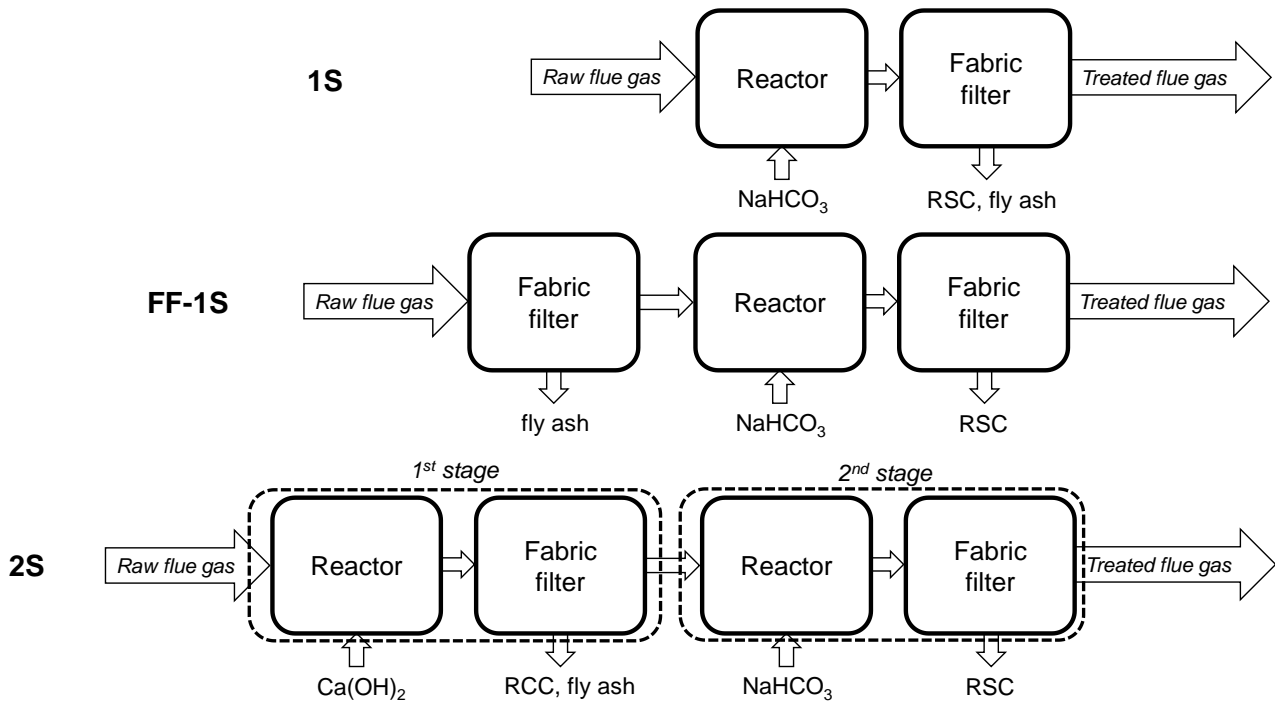 1S
Raw flue gas
Reactor
Fabric
filter
Treated flue gas
NaHCO₃
RSC, fly ash
FF-1S
Raw flue gas
Fabric
filter
Reactor
Fabric
filter
Treated flue gas
fly ash
NaHCO₃
RSC
1st stage
2nd stage
2S
Raw flue gas
Reactor
Fabric
filter
Reactor
Fabric
filter
Treated flue gas
Ca(OH)₂
RCC, fly ash
NaHCO₃
RSC